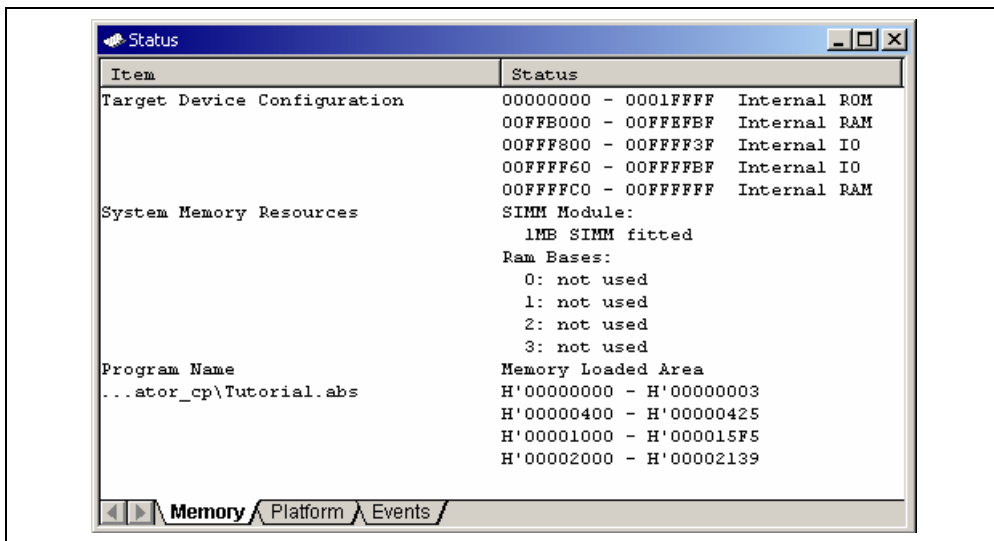 Status
Item Status
Target Device Configuration 00000000 - 0001FFFF Internal ROM
00FFB000 - 00FFEFBF Internal RAM
00FFF800 - 00FFFF3F Internal IO
00FFFF60 - 00FFFFBF Internal IO
00FFFFC0 - 00FFFFFF Internal RAM
System Memory Resources SIMM Module:
1MB SIMM fitted
Ram Bases:
0: not used
1: not used
2: not used
3: not used
Program Name Memory Loaded Area
...ator_cp\Tutorial.abs H'00000000 - H'00000003
H'00000400 - H'00000425
H'00001000 - H'000015F5
H'00002000 - H'00002139
Memory Platform Events